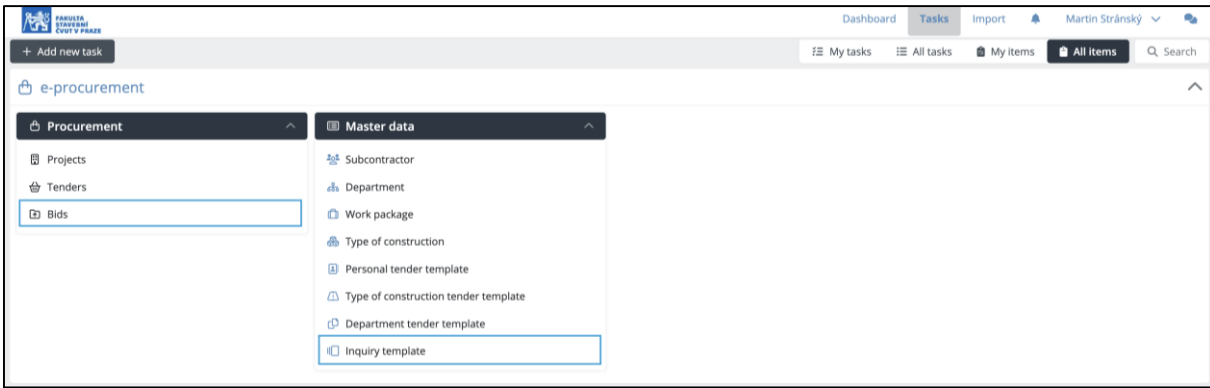 FAKULTA
STAVEBNÍ
ČVUT V PRAZE
Dashboard Tasks Import Martin Stránský
+ Add new task
My tasks All tasks My items All items Search
e-procurement
Procurement
Projects
Tenders
Bids
Master data
Subcontractor
Department
Work package
Type of construction
Personal tender template
Type of construction tender template
Department tender template
Inquiry template